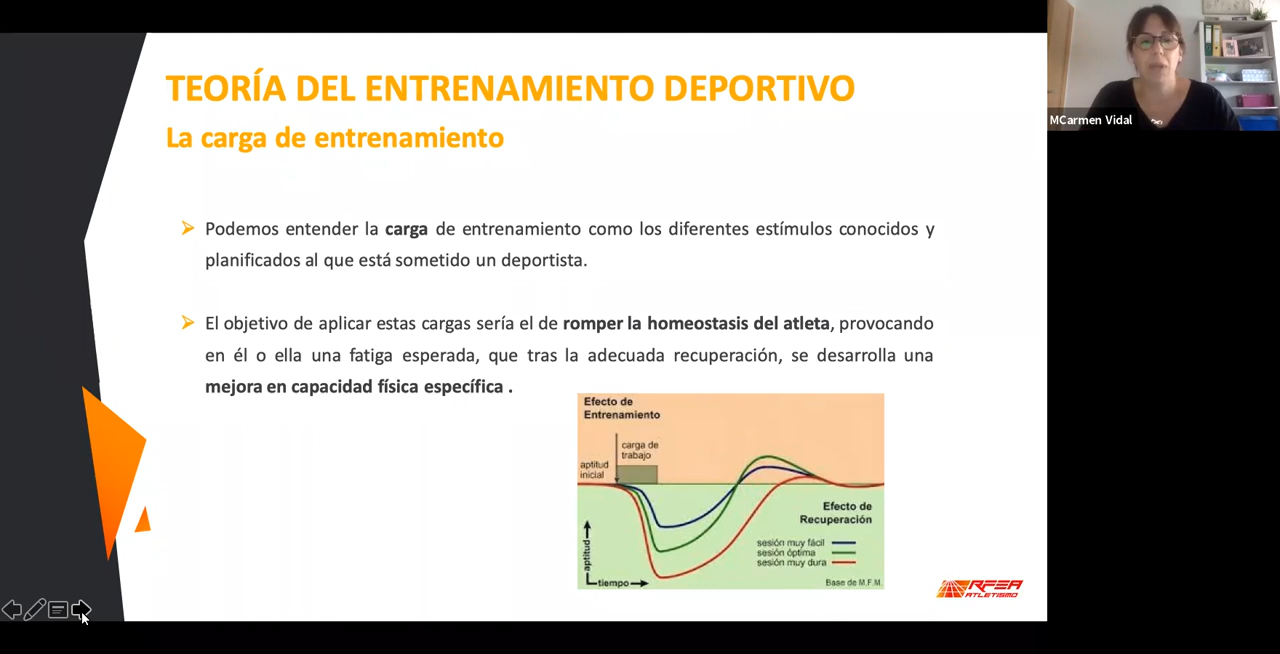 TEORÍA DEL ENTRENAMIENTO DEPORTIVO
La carga de entrenamiento
Podemos entender la carga de entrenamiento como los diferentes estímulos conocidos y
planificados al que está sometido un deportista.
El objetivo de aplicar estas cargas sería el de romper la homeostasis del atleta, provocando
en él o ella una fatiga esperada, que tras la adecuada recuperación, se desarrolla una
mejora en capacidad física específica .
Efecto de
Entrenamiento
carga de
trabajo
aptitud
inicial
Efecto de
Recuperación
sesión muy fácil
sesión óptima
sesión muy dura
aptitud
tiempo
Base de M.F.M.
RFEA
ATLETISMO
MCarmen Vidal